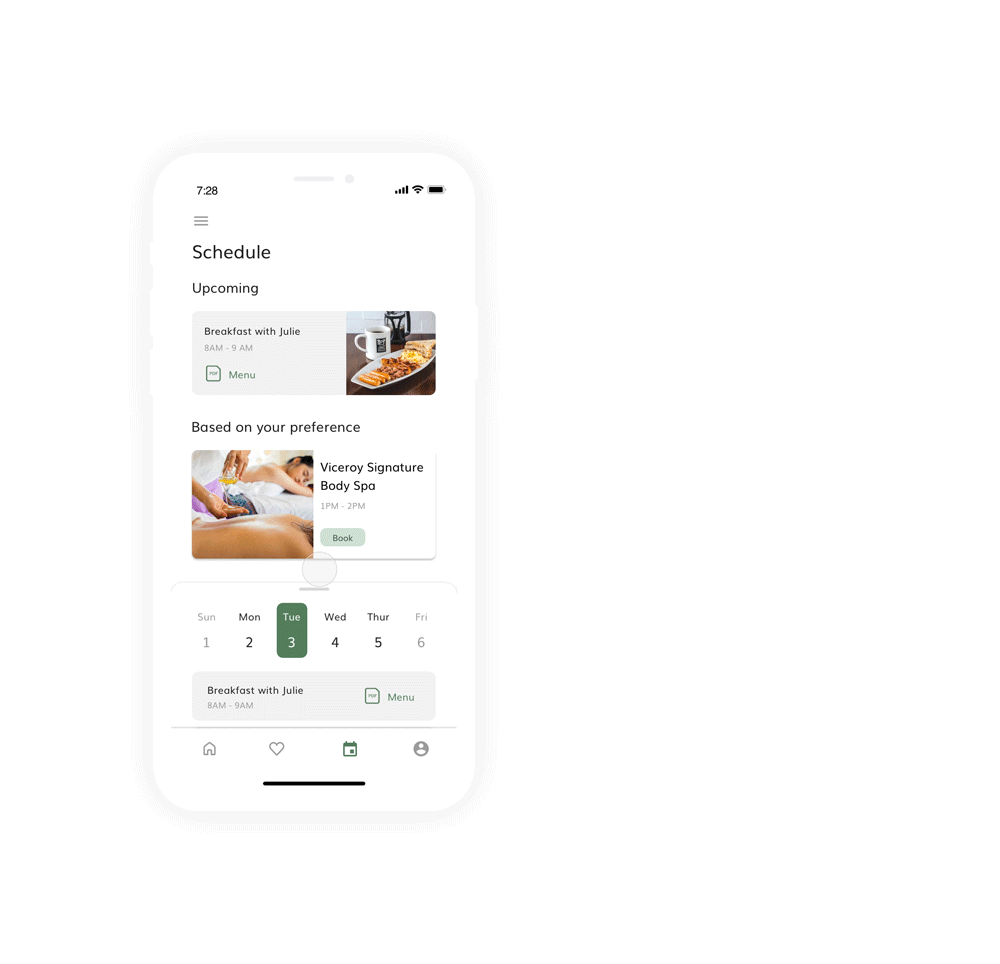 7:28
Schedule
Upcoming
Breakfast with Julie
8AM - 9 AM
PDF Menu
Based on your preference
Viceroy Signature
Body Spa
1PM - 2PM
Book
Sun Mon Tue Wed Thur Fri
1 2 3 4 5 6
Breakfast with Julie
8AM - 9AM
PDF Menu